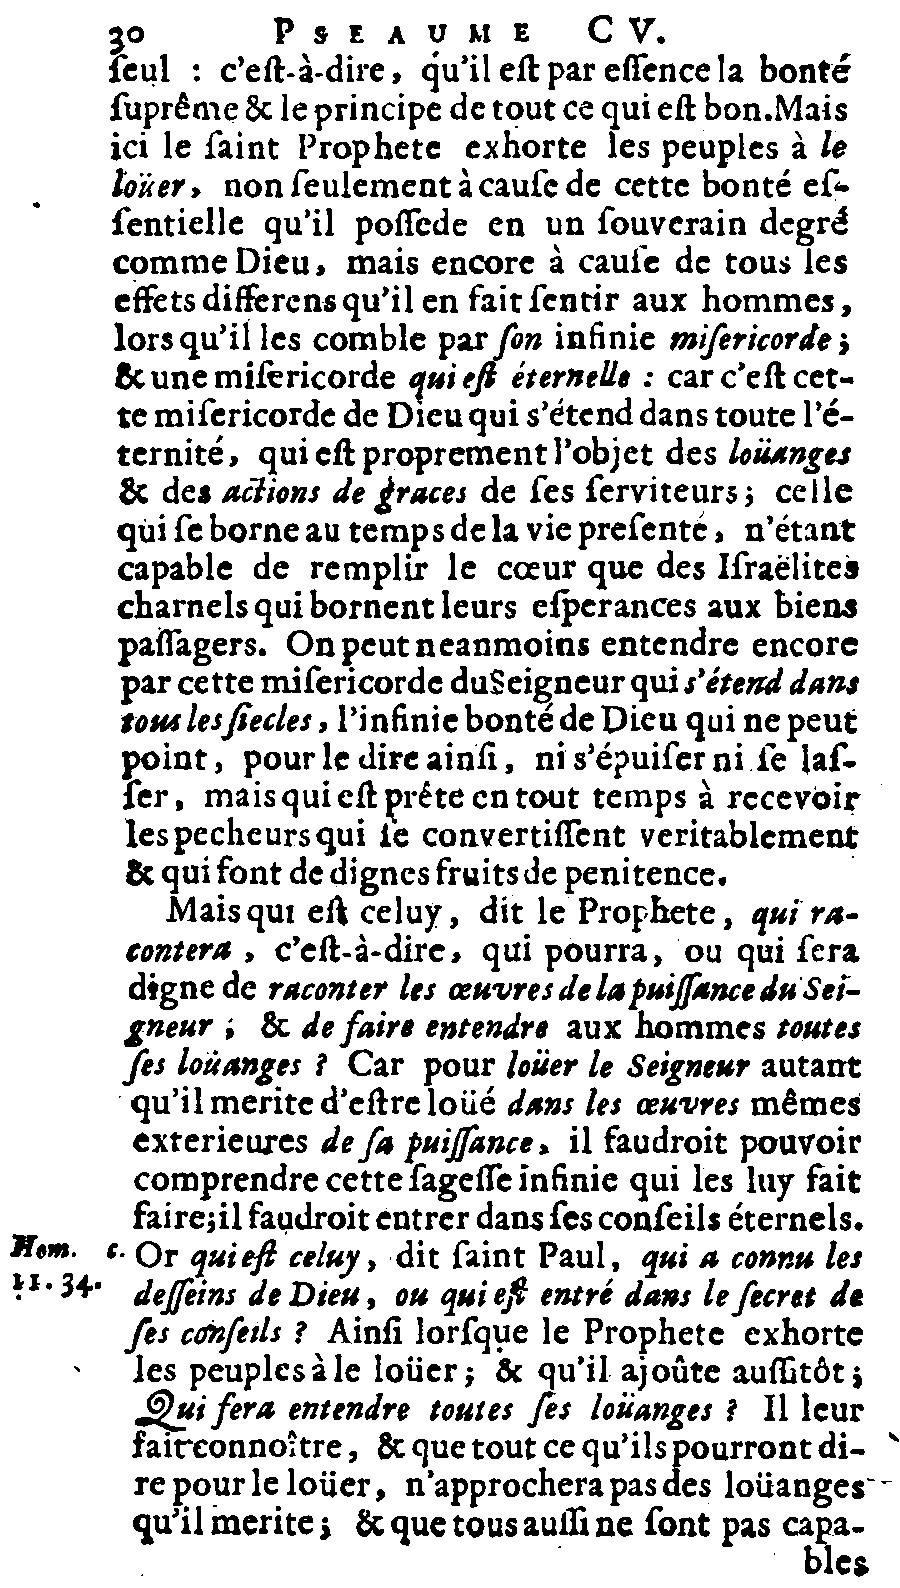 30 PSEAUME CV.
ſeul : c'eſt-à-dire, qu'il eſt par eſſence la bonté
ſuprême & le principe de tout ce qui eſt bon. Mais
ici le ſaint Prophete exhorte les peuples à le
loüer, non ſeulement à cauſe de cette bonté eſ-
ſentielle qu'il poſſede en un ſouverain degré
comme Dieu, mais encore à cauſe de tous les
effets differens qu'il en fait ſentir aux hommes,
lors qu'il les comble par ſon infinie miſericorde;
& une miſericorde qui eſt éternelle : car c'eſt cet-
te miſericorde de Dieu qui s'étend dans toute l'é-
ternité, qui eſt proprement l'objet des loüanges
& des actions de graces de ſes ſerviteurs; celle
qui ſe borne au temps de la vie preſente, n'étant
capable de remplir le cœur que des Iſraëlites
charnels qui bornent leurs eſperances aux biens
paſſagers. On peut neanmoins entendre encore
par cette miſericorde du Seigneur qui s'étend dans
tous les ſiecles, l'infinie bonté de Dieu qui ne peut
point, pour le dire ainſi, ni s'épuiſer ni ſe laſ-
ſer, mais qui eſt prête en tout temps à recevoir
les pecheurs qui ſe convertiſſent veritablement
& qui font de dignes fruits de penitence.
Mais qui eſt celuy, dit le Prophete, qui ra-
contera, c'eſt-à-dire, qui pourra, ou qui ſera
digne de raconter les œuvres de la puiſſance du Sei-
gneur; & de faire entendre aux hommes toutes
ſes loüanges ? Car pour loüer le Seigneur autant
qu'il merite d'eſtre loüé dans les œuvres mêmes
exterieures de ſa puiſſance, il faudroit pouvoir
comprendre cette ſageſſe infinie qui les luy fait
faire; il faudroit entrer dans ſes conſeils éternels.
Rom. c. Or qui eſt celuy, dit ſaint Paul, qui a connu les
11. 34. deſſeins de Dieu, ou qui eſt entré dans le ſecret de
ſes conſeils ? Ainſi lorſque le Prophete exhorte
les peuples à le loüer; & qu'il ajoûte auſſitôt;
Qui fera entendre toutes ſes loüanges ? Il leur
fait connoître, & que tout ce qu'ils pourront di-
re pour le loüer, n'approchera pas des loüanges
qu'il merite; & que tous auſſi ne ſont pas capa-
bles